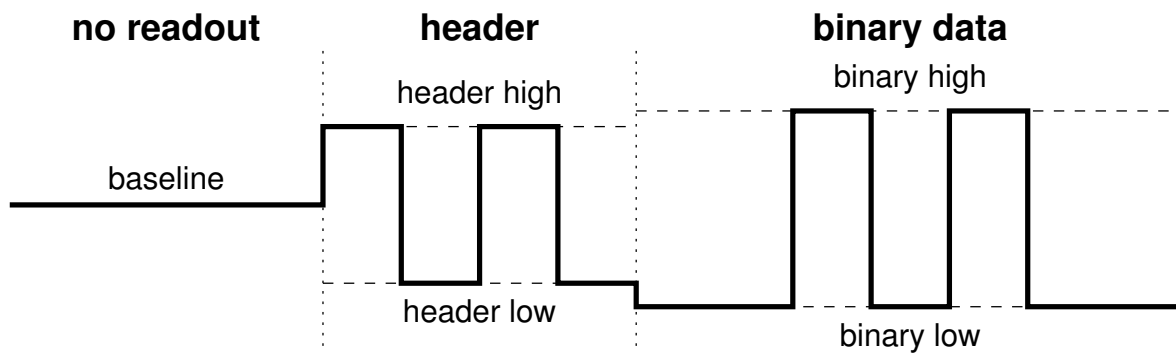 no readout
header
binary data
header high
binary high
baseline
header low
binary low